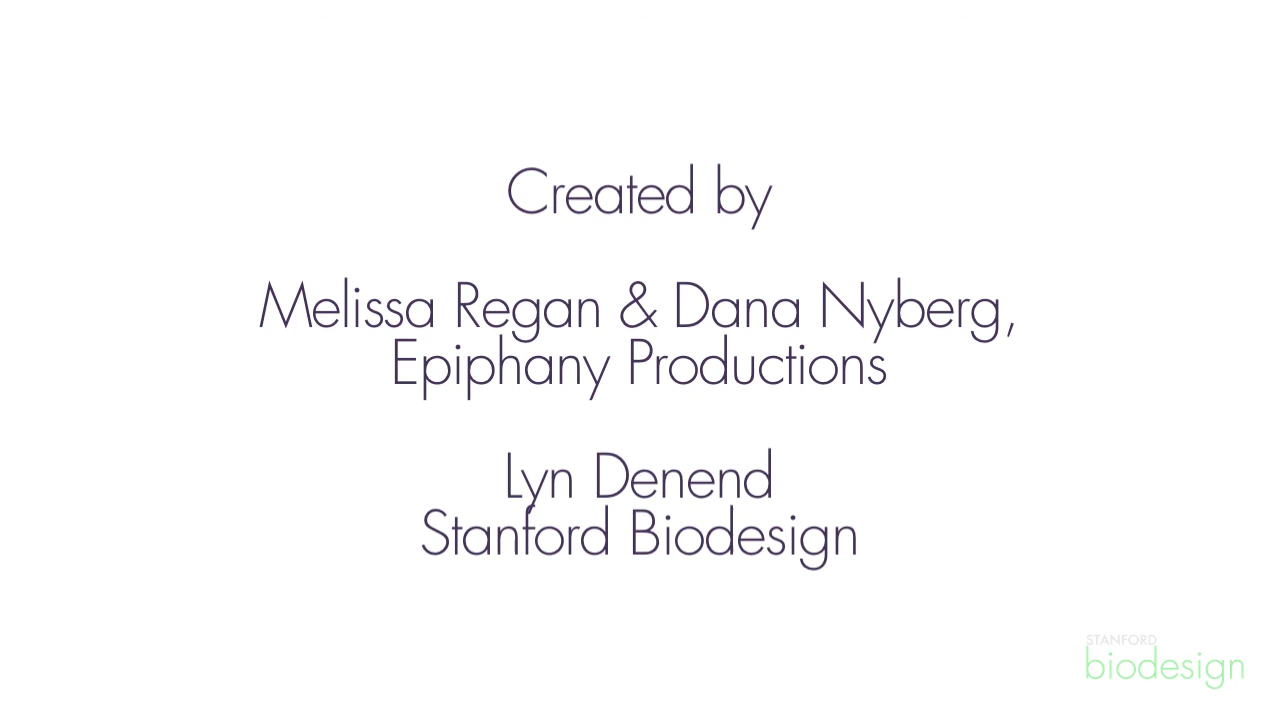 Created by
Melissa Regan & Dana Nyberg,
Epiphany Productions
Lyn Denend
Stanford Biodesign
STANFORD
biodesign